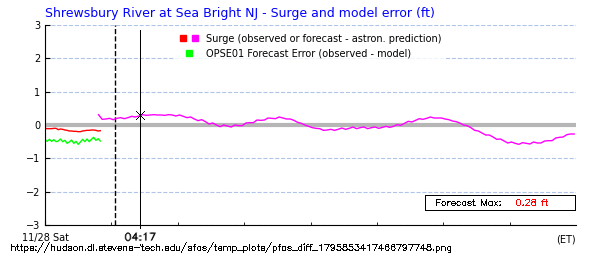 Shrewsbury River at Sea Bright NJ - Surge and model error (ft)
3
Surge (observed or forecast - astron. prediction)
OPSE01 Forecast Error (observed - model)
2
1
0
−1
−2
Forecast Max: 0.28 ft
−3
11/28 Sat 04:17 (ET)
https://hudson.dl.stevens-tech.edu/sfas/temp_plots/pfas_diff_1795853417466797748.png